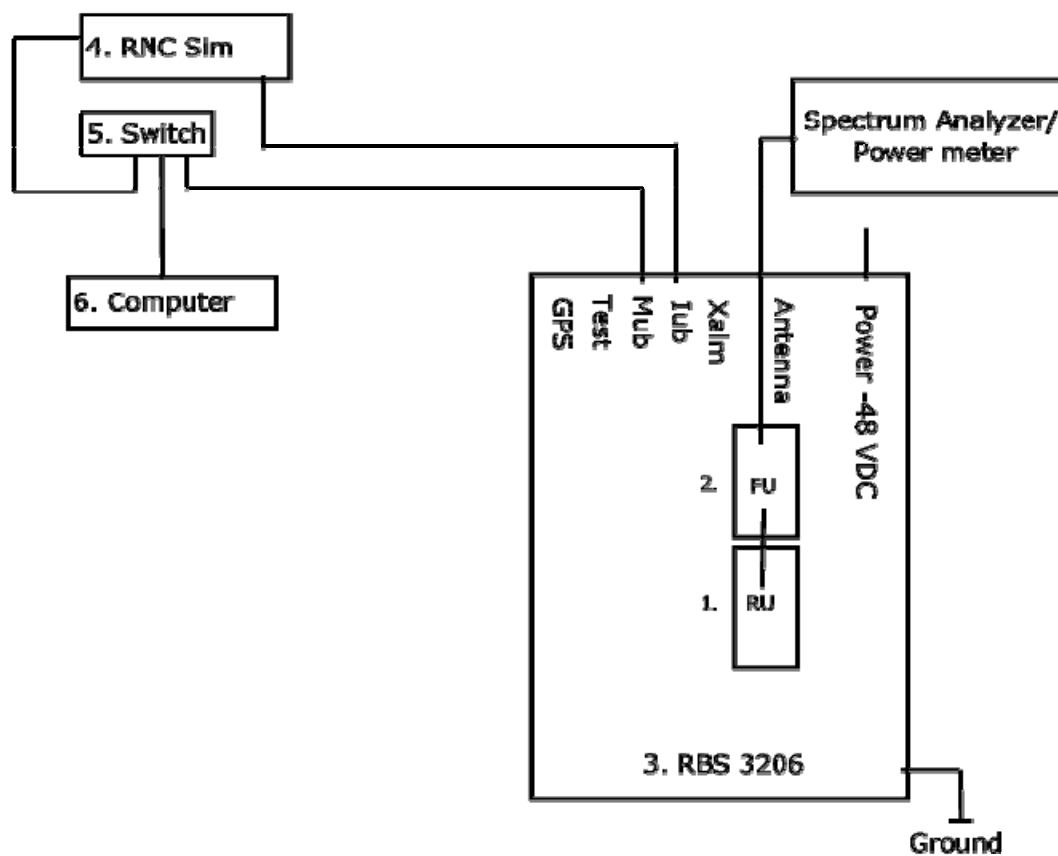 4. RNC Sim
5. Switch
6. Computer
Spectrum Analyzer/
Power meter
GPS
Test
Mub
Iub
Xalm
Antenna
Power -48 VDC
2.
FU
1.
RU
3. RBS 3206
Ground